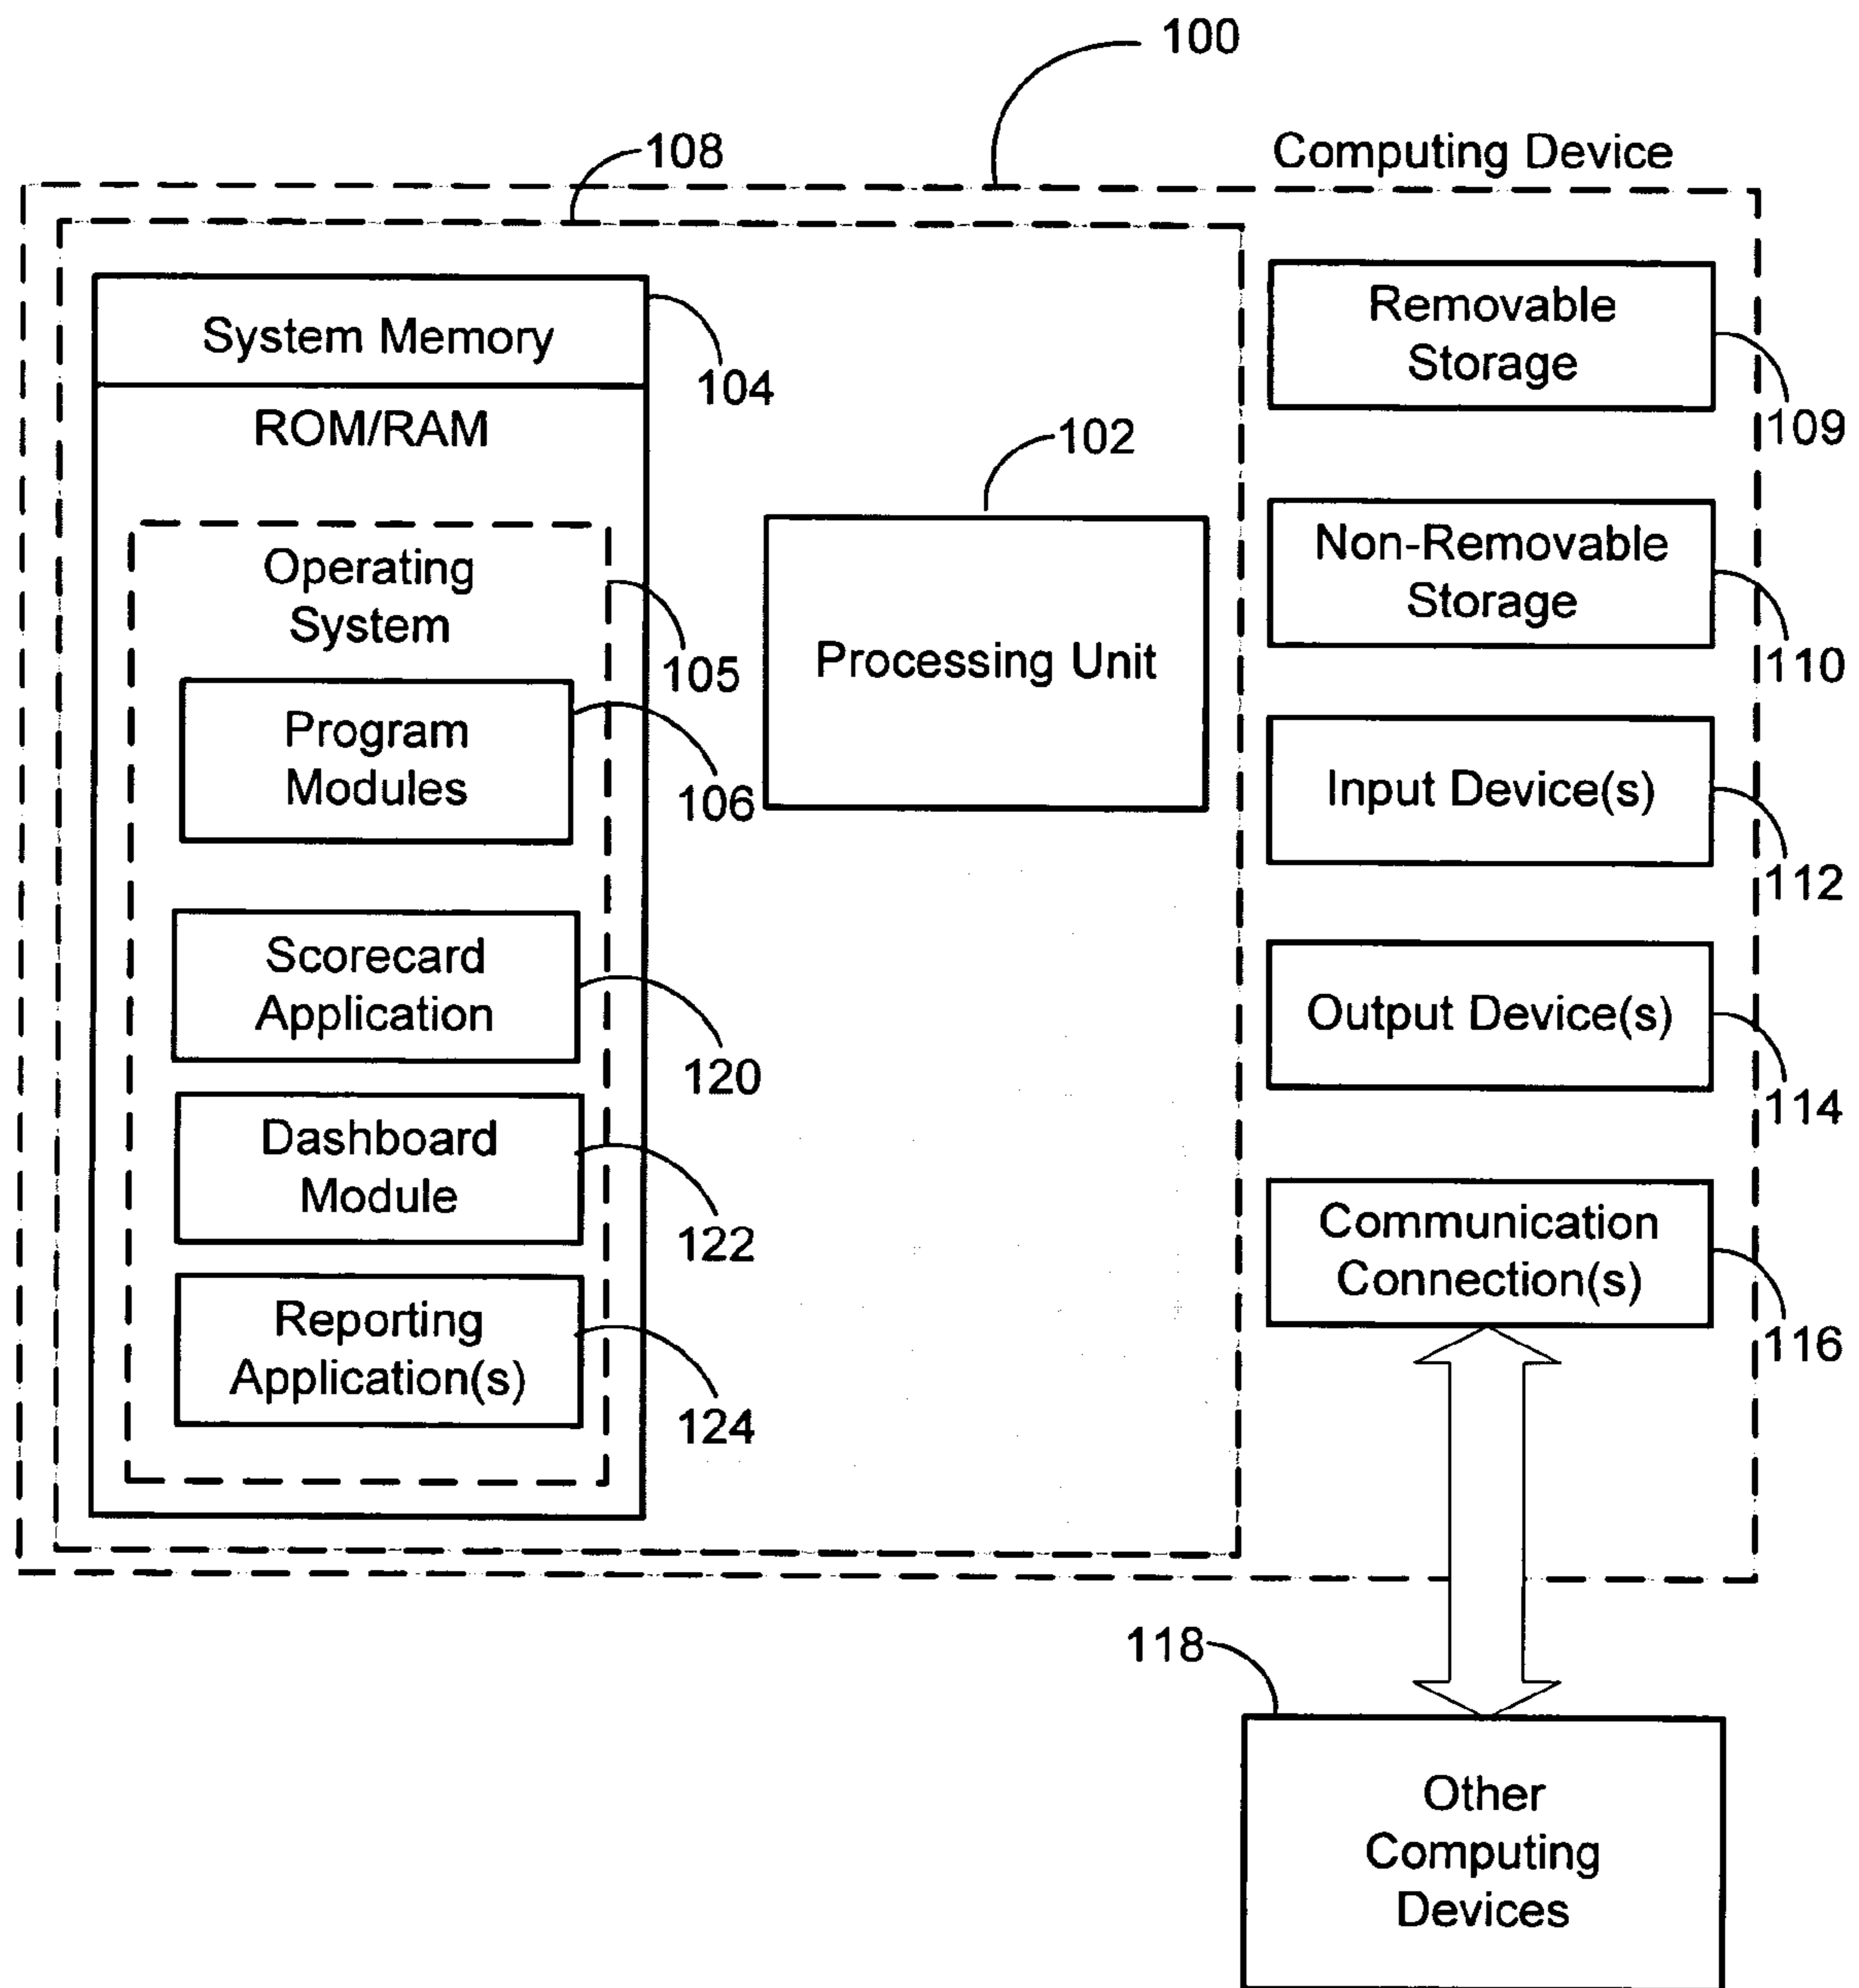 100
108
Computing Device
System Memory
104
ROM/RAM
Operating
System
105
Program
Modules
106
Scorecard
Application
120
Dashboard
Module
122
Reporting
Application(s)
124
102
Processing Unit
Removable
Storage
109
Non-Removable
Storage
110
Input Device(s)
112
Output Device(s)
114
Communication
Connection(s)
116
118
Other
Computing
Devices